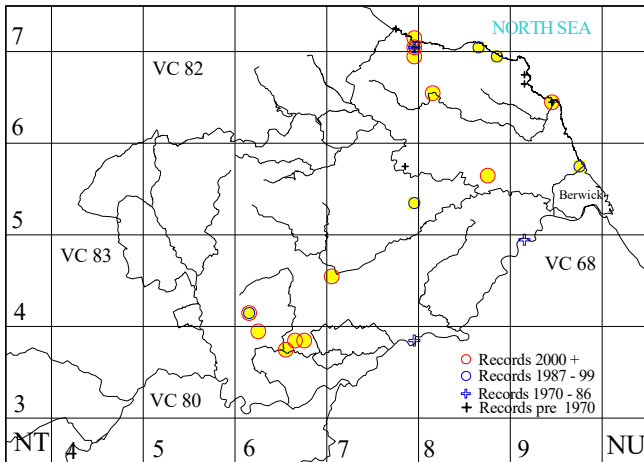 7
NORTH SEA
VC 82
6
Berwick
5
VC 83
VC 68
4
Records 2000 +
Records 1987 - 99
Records 1970 - 86
VC 80
Records pre 1970
3
NT 4 5 6 7 8 9 NU